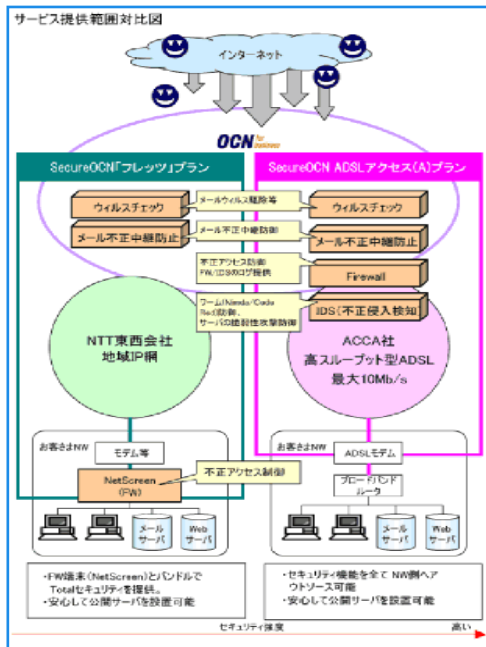 サービス提供範囲対比図
インターネット
OCN for business
SecureOCN「フレッツ」プラン
SecureOCN ADSLアクセス(A)プラン
ウィルスチェック
メールウィルス駆除等
ウィルスチェック
メール不正中継防止
メール不正中継防御
メール不正中継防止
不正アクセス防御
FW/IDSのログ提供
Firewall
ワーム(Nimda/Code
Red)防御、
サーバの脆弱性攻撃防御
IDS(不正侵入検知
NTT東西会社
地域IP網
ACCA社
高スループット型ADSL
最大10Mb/s
お客さまNW
モデム等
NetScreen
(FW)
不正アクセス制御
メール
サーバ
Web
サーバ
お客さまNW
ADSLモデム
ブロードバンド
ルータ
メール
サーバ
Web
サーバ
・FW端末(NetScreen)とバンドルで
Totalセキュリティを提供。
・安心して公開サーバを設置可能
・セキュリティ機能を全て NW側へア
ウトソース可能
・安心して公開サーバを設置可能
セキュリティ強度
高い